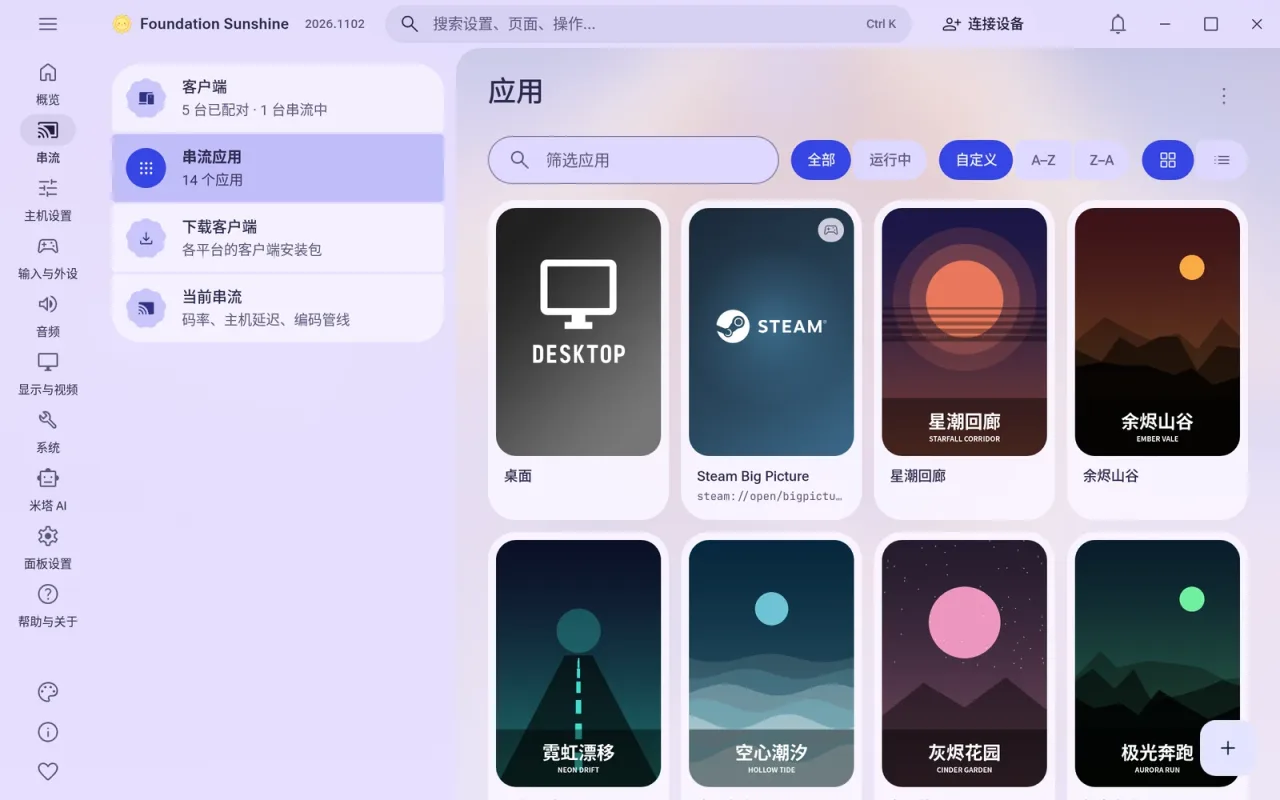 Foundation Sunshine 2026.1102
搜索设置、页面、操作...
Ctrl K
连接设备
概览
串流
主机设置
输入与外设
音频
显示与视频
系统
米塔 AI
面板设置
帮助与关于
客户端
5 台已配对 · 1 台串流中
串流应用
14 个应用
下载客户端
各平台的客户端安装包
当前串流
码率、主机延迟、编码管线
应用
筛选应用
全部
运行中
自定义
A–Z
Z–A
DESKTOP
桌面
STEAM
Steam Big Picture
steam://open/bigpictu…
星潮回廊
STARFALL CORRIDOR
星潮回廊
余烬山谷
EMBER VALE
余烬山谷
霓虹漂移
NEON DRIFT
空心潮汐
HOLLOW TIDE
灰烬花园
CINDER GARDEN
极光奔跑
AURORA RUN